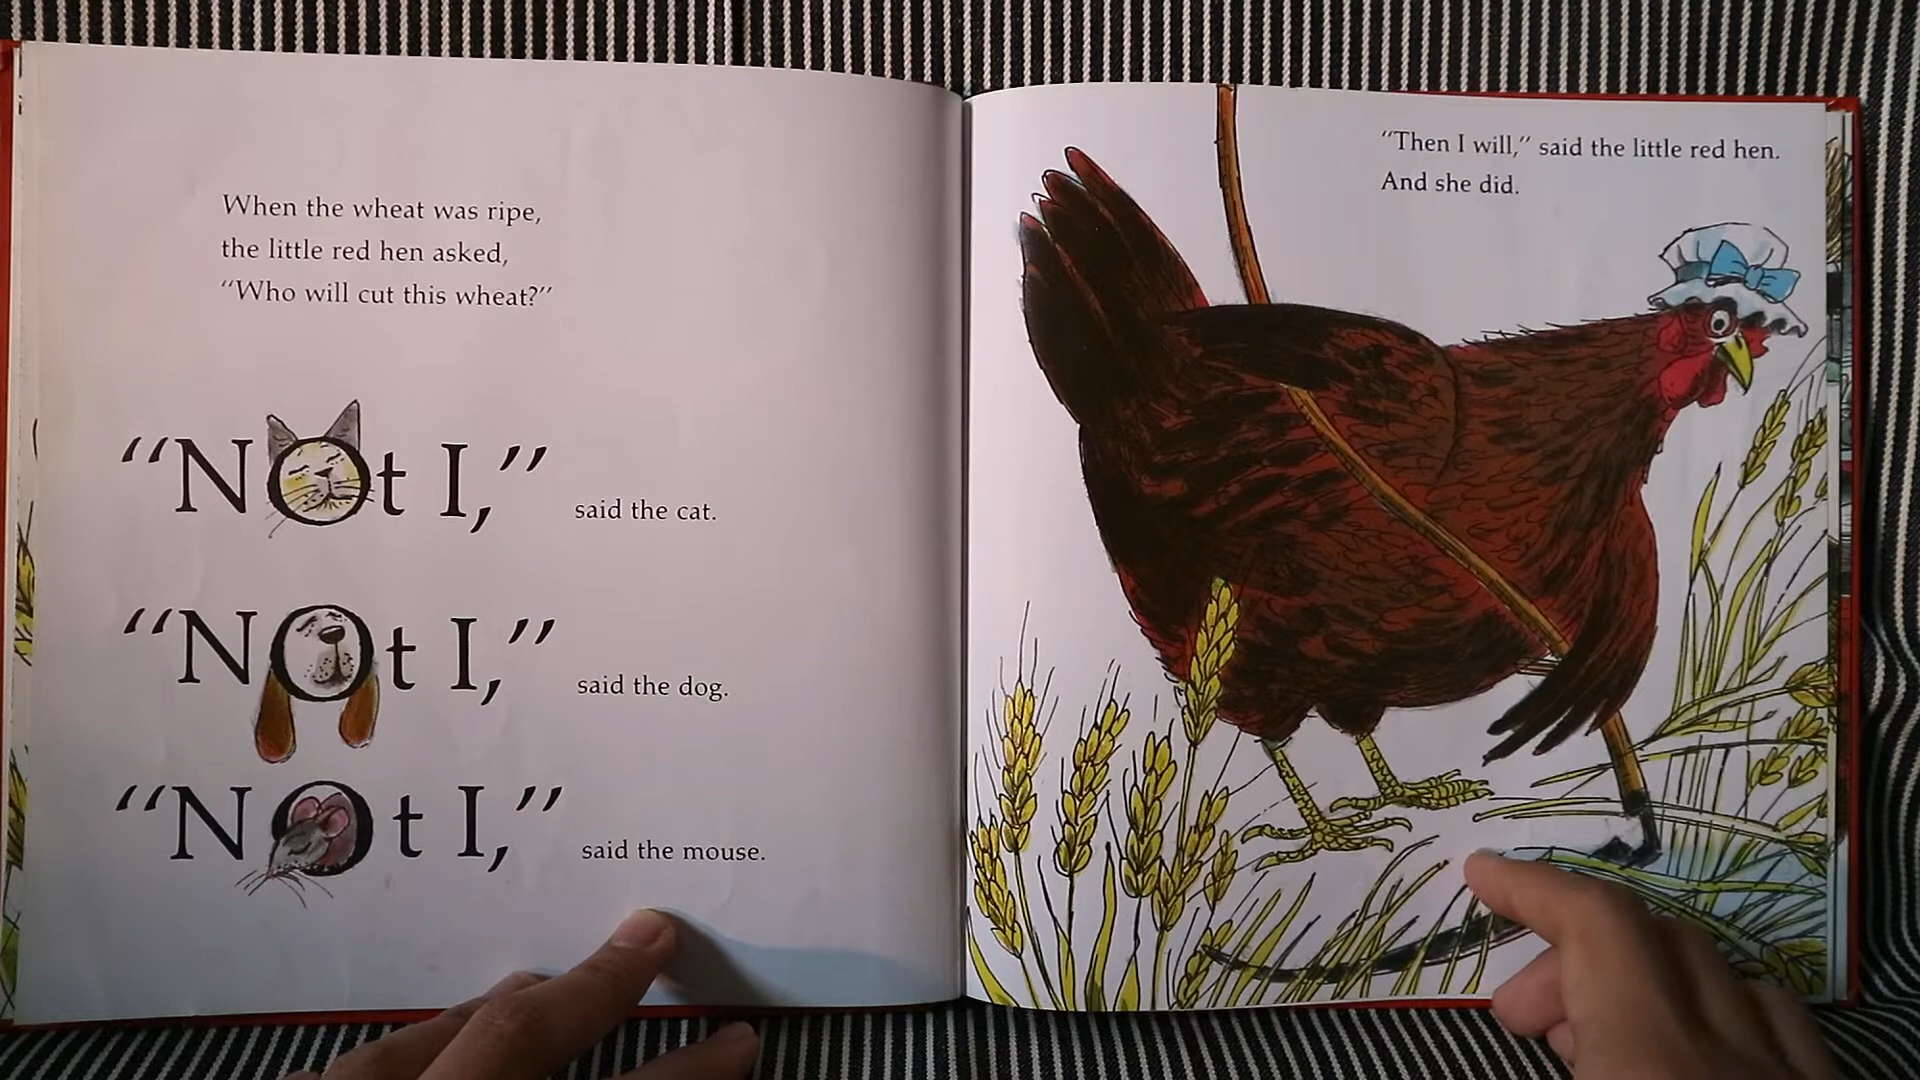 When the wheat was ripe,
the little red hen asked,
“Who will cut this wheat?”
“Not I,” said the cat.
“Not I,” said the dog.
“Not I,” said the mouse.
“Then I will,” said the little red hen.
And she did.